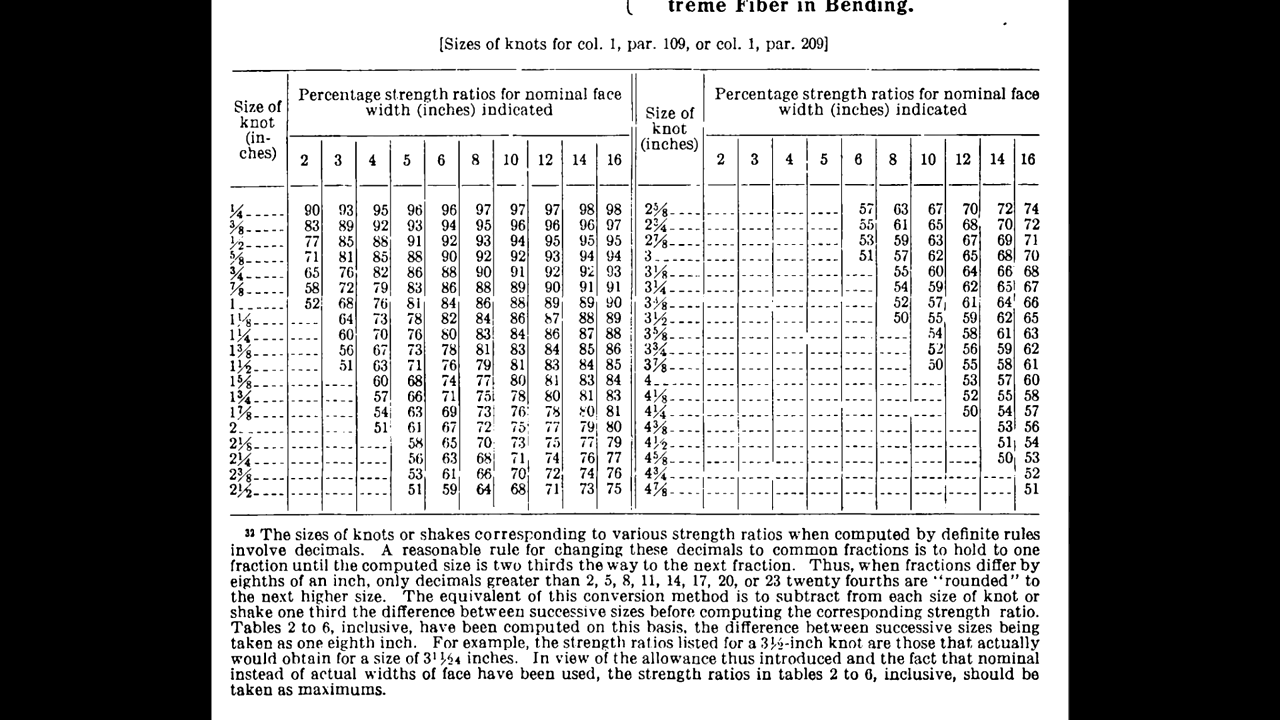 treme Fiber in Bending.
[Sizes of knots for col. 1, par. 109, or col. 1, par. 209]
Size of knot (in-ches) Percentage strength ratios for nominal face width (inches) indicated Size of knot (inches) Percentage strength ratios for nominal face width (inches) indicated
2 3 4 5 6 8 10 12 14 16 2 3 4 5 6 8 10 12 14 16
¼ 90 93 95 96 96 97 97 97 98 98 2⅝ 57 63 67 70 72 74
⅜ 83 89 92 93 94 95 96 96 96 97 2¾ 55 61 65 68 70 72
½ 77 85 88 91 92 93 94 95 95 95 2⅞ 53 59 63 67 69 71
⅝ 71 81 85 88 90 92 92 93 94 94 3 51 57 62 65 68 70
¾ 65 76 82 86 88 90 91 92 92 93 3⅛ 55 60 64 66 68
⅞ 58 72 79 83 86 88 89 90 91 91 3¼ 54 59 62 65 67
1 52 68 76 81 84 86 88 89 89 90 3⅜ 52 57 61 64 66
1⅛ 64 73 78 82 84 86 87 88 89 3½ 50 55 59 62 65
1¼ 60 70 76 80 83 84 86 87 88 3⅝ 54 58 61 63
1⅜ 56 67 73 78 81 83 84 85 86 3¾ 52 56 59 62
1½ 51 63 71 76 79 81 83 84 85 3⅞ 50 55 58 61
1⅝ 60 68 74 77 80 81 83 84 4 53 57 60
1¾ 57 66 71 75 78 80 81 83 4⅛ 52 55 58
1⅞ 54 63 69 73 76 78 80 81 4¼ 50 54 57
2 51 61 67 72 75 77 79 80 4⅜ 53 56
2⅛ 58 65 70 73 75 77 79 4½ 51 54
2¼ 56 63 68 71 74 76 77 4⅝ 50 53
2⅜ 53 61 66 70 72 74 76 4¾ 52
2½ 51 59 64 68 71 73 75 4⅞ 51
³³ The sizes of knots or shakes corresponding to various strength ratios when computed by definite rules
involve decimals. A reasonable rule for changing these decimals to common fractions is to hold to one
fraction until the computed size is two thirds the way to the next fraction. Thus, when fractions differ by
eighths of an inch, only decimals greater than 2, 5, 8, 11, 14, 17, 20, or 23 twenty fourths are "rounded" to
the next higher size. The equivalent of this conversion method is to subtract from each size of knot or
shake one third the difference between successive sizes before computing the corresponding strength ratio.
Tables 2 to 6, inclusive, have been computed on this basis, the difference between successive sizes being
taken as one eighth inch. For example, the strength ratios listed for a 3½-inch knot are those that actually
would obtain for a size of 3¹¹⁄₂₄ inches. In view of the allowance thus introduced and the fact that nominal
instead of actual widths of face have been used, the strength ratios in tables 2 to 6, inclusive, should be
taken as maximums.